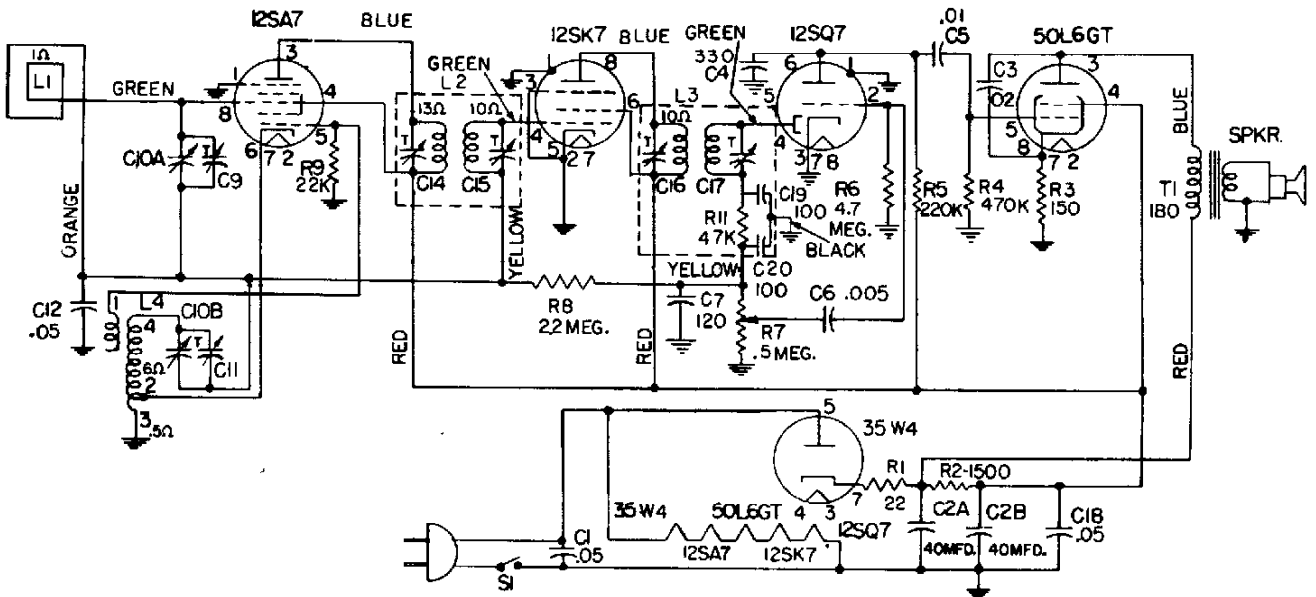 12SA7
BLUE
12SK7
BLUE
GREEN
12SQ7
.01
C5
50L6GT
1Ω
L1
GREEN
3
1
8
4
5
6
7
2
GREEN
L2
13Ω
10Ω
T
T
C14
C15
1
8
3
4
6
5
2
7
L3
10Ω
T
T
C16
C17
330
C4
6
1
5
4
2
3
7
8
C3
.02
3
4
5
8
7
2
BLUE
SPKR.
T1
180
C10A
T
C9
R9
22K
ORANGE
YELLOW
R11
47K
C19
100
BLACK
R6
4.7
MEG.
R5
220K
R4
470K
R3
150
C12
.05
1
L4
4
C10B
T
6Ω
C11
2
3
.5Ω
R8
2.2 MEG.
YELLOW
C20
100
C7
120
C6 .005
R7
.5MEG.
RED
RED
RED
5
35W4
7
4
3
R1
22
R2-1500
C2A
40MFD.
C2B
40MFD.
C18
.05
35W4
50L6GT
12SQ7
12SA7
12SK7
C1
.05
S1